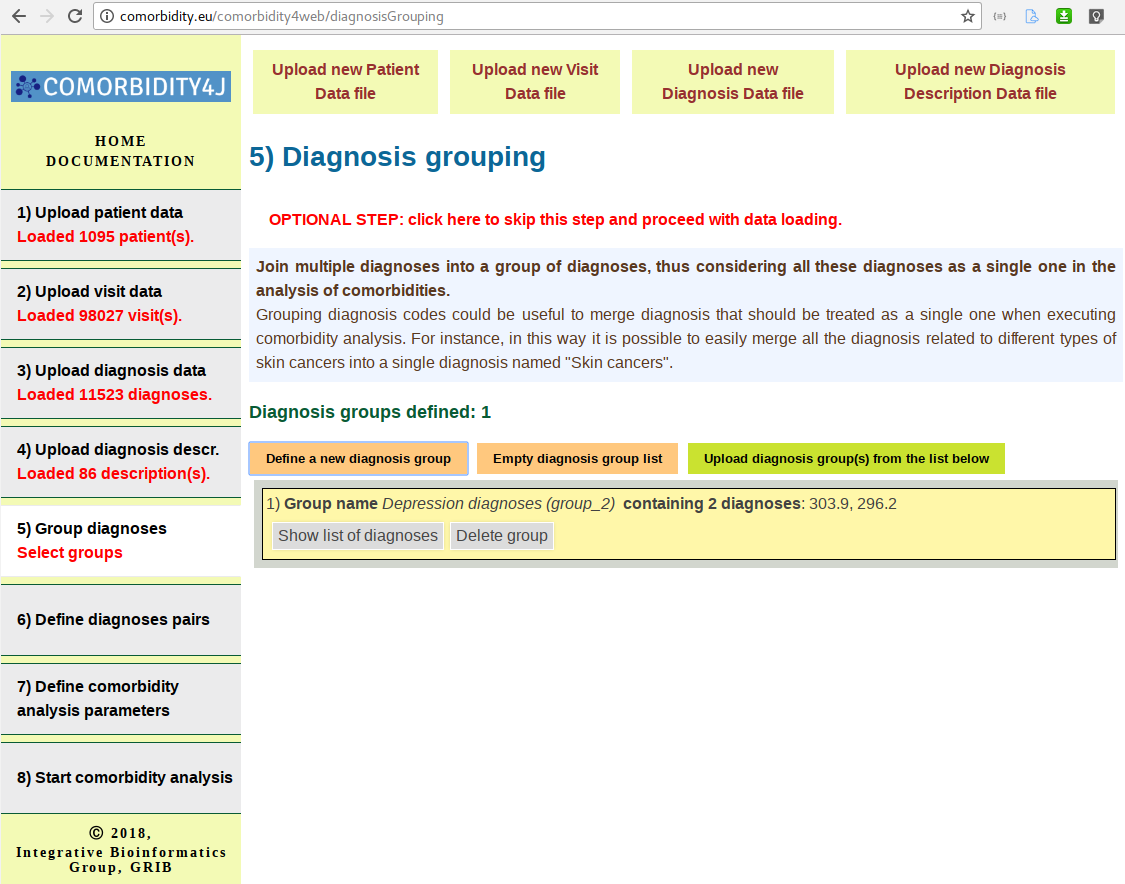 comorbidity.eu/comorbidity4web/diagnosisGrouping
COMORBIDITY4J
HOME
DOCUMENTATION
1) Upload patient data
Loaded 1095 patient(s).
2) Upload visit data
Loaded 98027 visit(s).
3) Upload diagnosis data
Loaded 11523 diagnoses.
4) Upload diagnosis descr.
Loaded 86 description(s).
5) Group diagnoses
Select groups
6) Define diagnoses pairs
7) Define comorbidity
analysis parameters
8) Start comorbidity analysis
© 2018,
Integrative Bioinformatics
Group, GRIB
Upload new Patient
Data file
Upload new Visit
Data file
Upload new
Diagnosis Data file
Upload new Diagnosis
Description Data file
5) Diagnosis grouping
OPTIONAL STEP: click here to skip this step and proceed with data loading.
Join multiple diagnoses into a group of diagnoses, thus considering all these diagnoses as a single one in the
analysis of comorbidities.
Grouping diagnosis codes could be useful to merge diagnosis that should be treated as a single one when executing
comorbidity analysis. For instance, in this way it is possible to easily merge all the diagnosis related to different types of
skin cancers into a single diagnosis named "Skin cancers".
Diagnosis groups defined: 1
Define a new diagnosis group
Empty diagnosis group list
Upload diagnosis group(s) from the list below
1) Group name Depression diagnoses (group_2) containing 2 diagnoses: 303.9, 296.2
Show list of diagnoses
Delete group